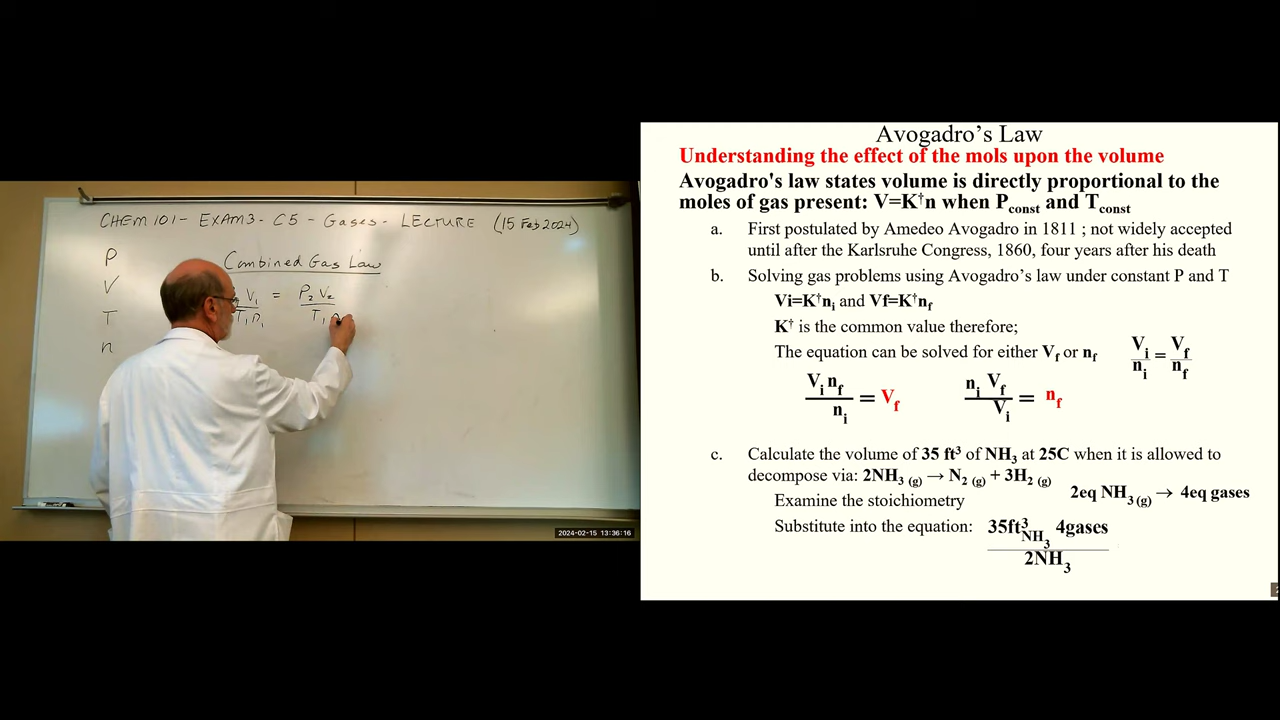 CHEM 101 - EXAM 3 - C5 - Gases - LECTURE (15 Feb 2024)
P
Combined Gas Law
V
V₁ = P₂ V₂
T
T₁n₁ T₁
n
2024-02-15 13:36:16
Avogadro's Law
Understanding the effect of the mols upon the volume
Avogadro's law states volume is directly proportional to the
moles of gas present: V=K†n when Pconst and Tconst
a. First postulated by Amedeo Avogadro in 1811 ; not widely accepted
until after the Karlsruhe Congress, 1860, four years after his death
b. Solving gas problems using Avogadro's law under constant P and T
Vi=K†ni and Vf=K†nf
K† is the common value therefore;
The equation can be solved for either Vf or nf
Vi = Vf
ni nf
Vi nf = Vf
ni
ni Vf = nf
Vi
c. Calculate the volume of 35 ft³ of NH₃ at 25C when it is allowed to
decompose via: 2NH₃ (g) → N₂ (g) + 3H₂ (g)
2eq NH₃(g) → 4eq gases
Examine the stoichiometry
Substitute into the equation: 35ft³NH₃ 4gases
2NH₃